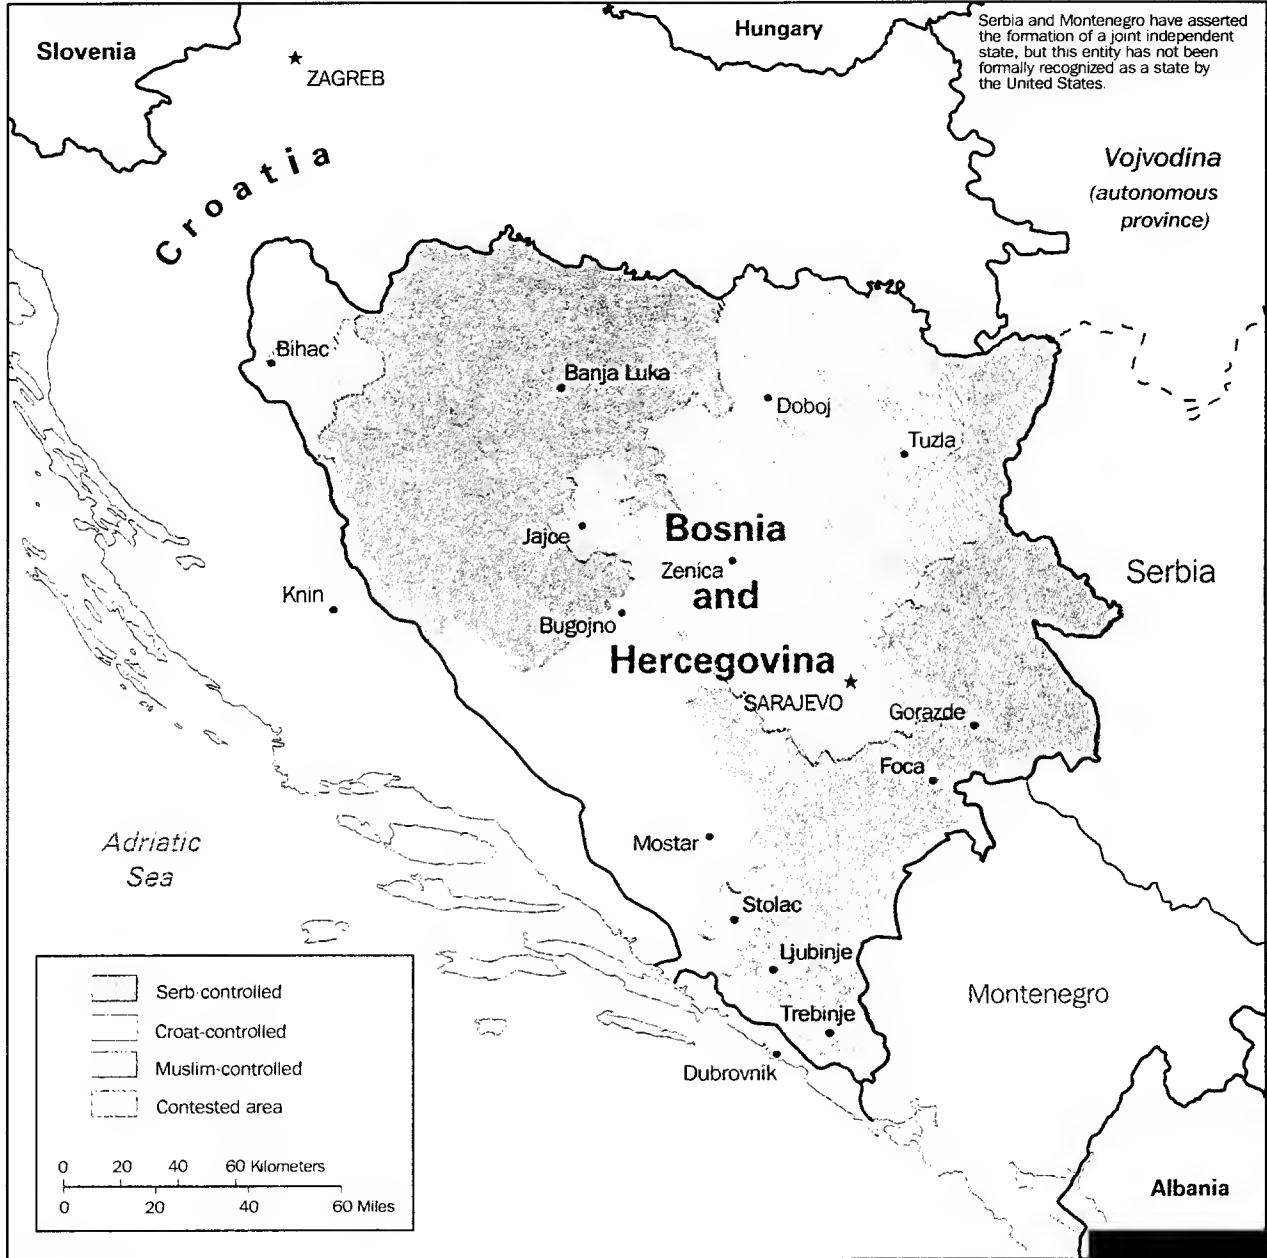 Slovenia
ZAGREB
Hungary
Serbia and Montenegro have asserted
the formation of a joint independent
state, but this entity has not been
formally recognized as a state by
the United States.
Croatia
Vojvodina
(autonomous
province)
Bihac
Banja Luka
Doboj
Tuzla
Jajce
Bosnia
and
Hercegovina
Zenica
Serbia
Knin
Bugojno
SARAJEVO
Gorazde
Foca
Adriatic
Sea
Mostar
Stolac
Ljubinje
Trebinje
Montenegro
Dubrovnik
Albania
Serb-controlled
Croat-controlled
Muslim-controlled
Contested area
0 20 40 60 Kilometers
0 20 40 60 Miles